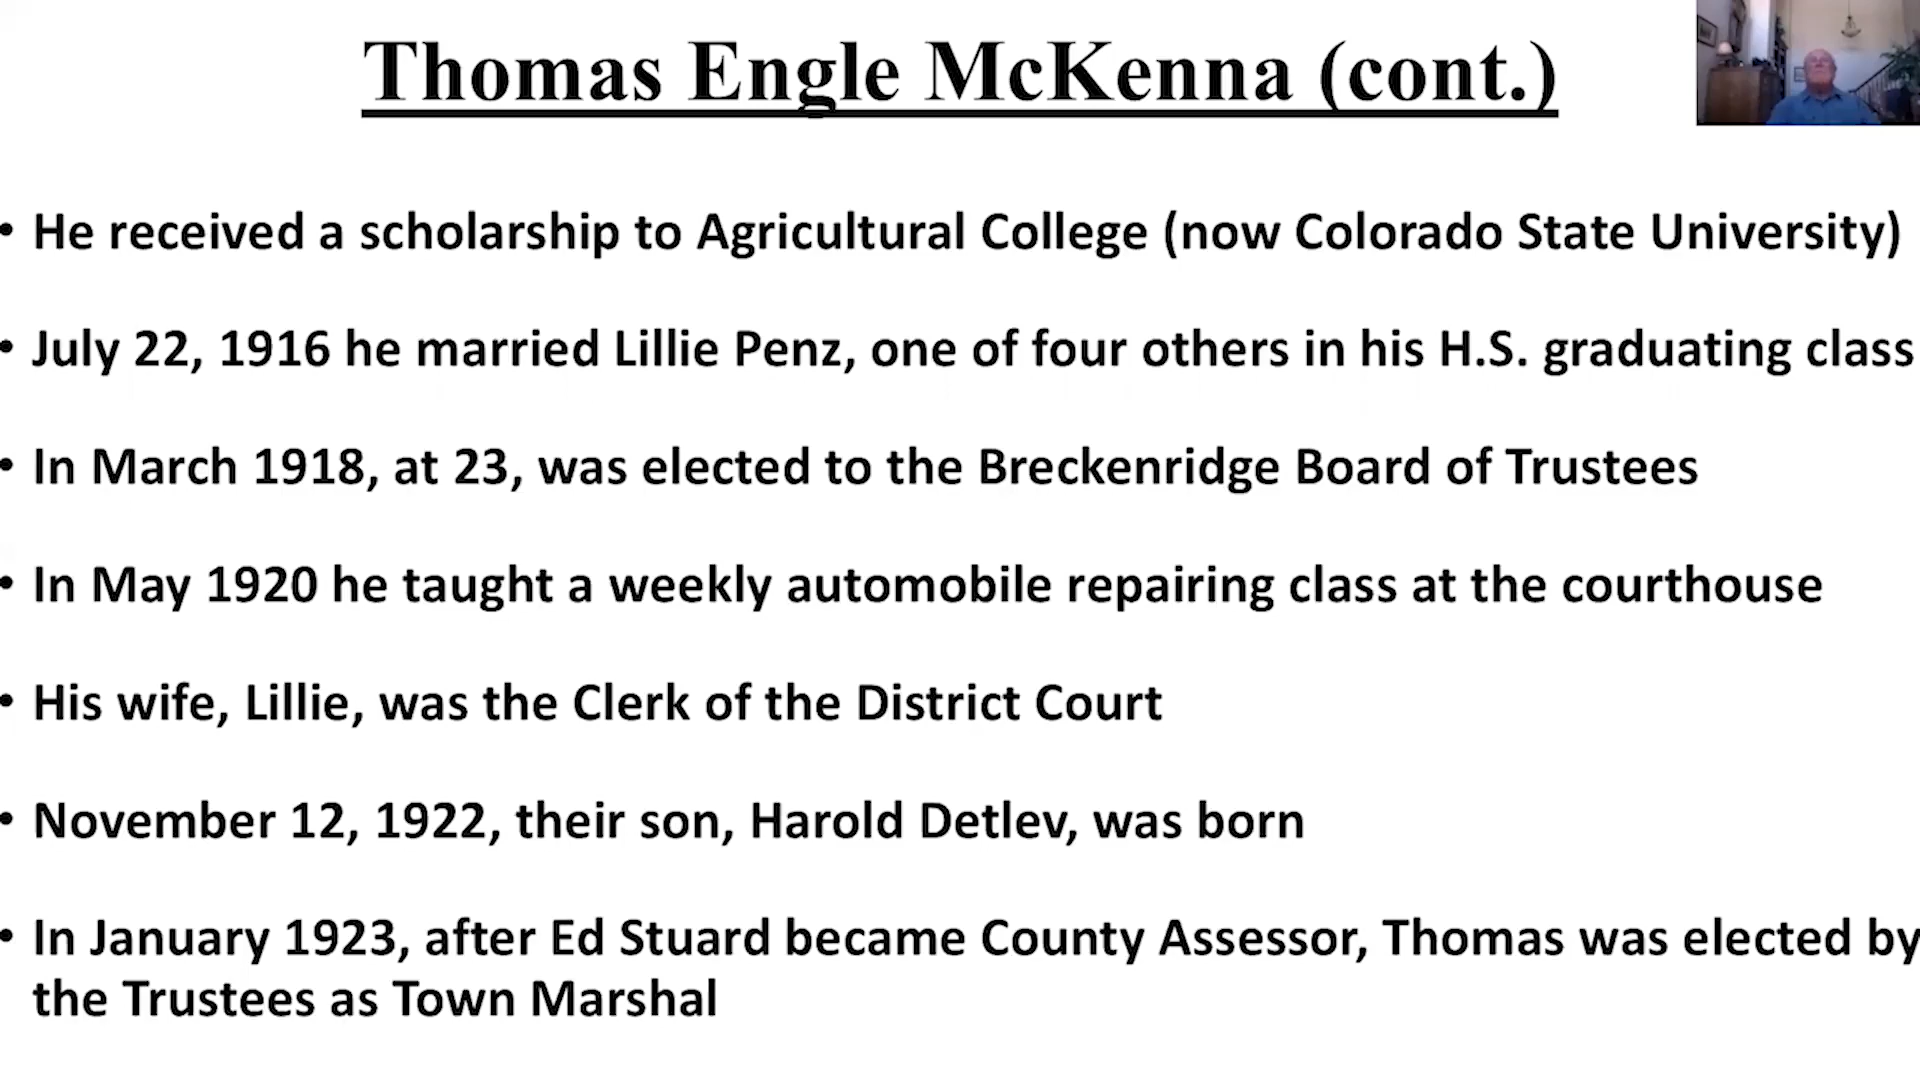 Thomas Engle McKenna (cont.)
• He received a scholarship to Agricultural College (now Colorado State University)
• July 22, 1916 he married Lillie Penz, one of four others in his H.S. graduating class
• In March 1918, at 23, was elected to the Breckenridge Board of Trustees
• In May 1920 he taught a weekly automobile repairing class at the courthouse
• His wife, Lillie, was the Clerk of the District Court
• November 12, 1922, their son, Harold Detlev, was born
• In January 1923, after Ed Stuard became County Assessor, Thomas was elected by
the Trustees as Town Marshal